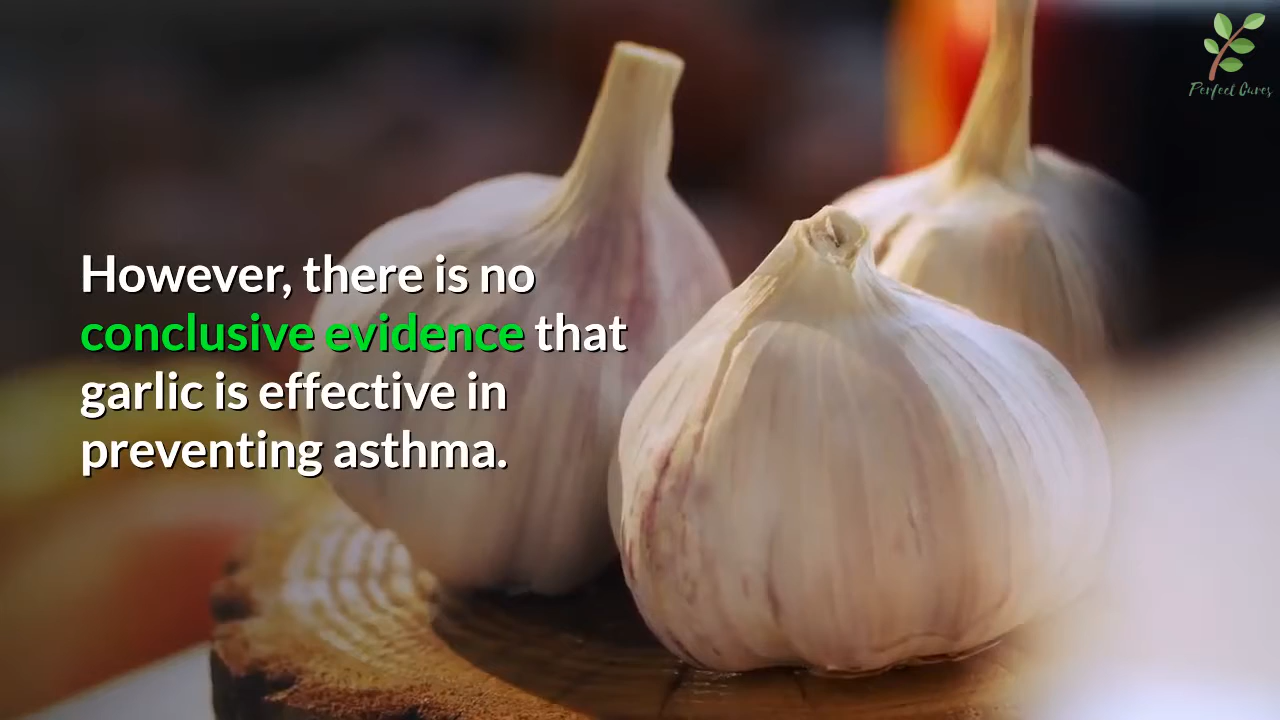 Perfect Cures
However, there is no
conclusive evidence that
garlic is effective in
preventing asthma.